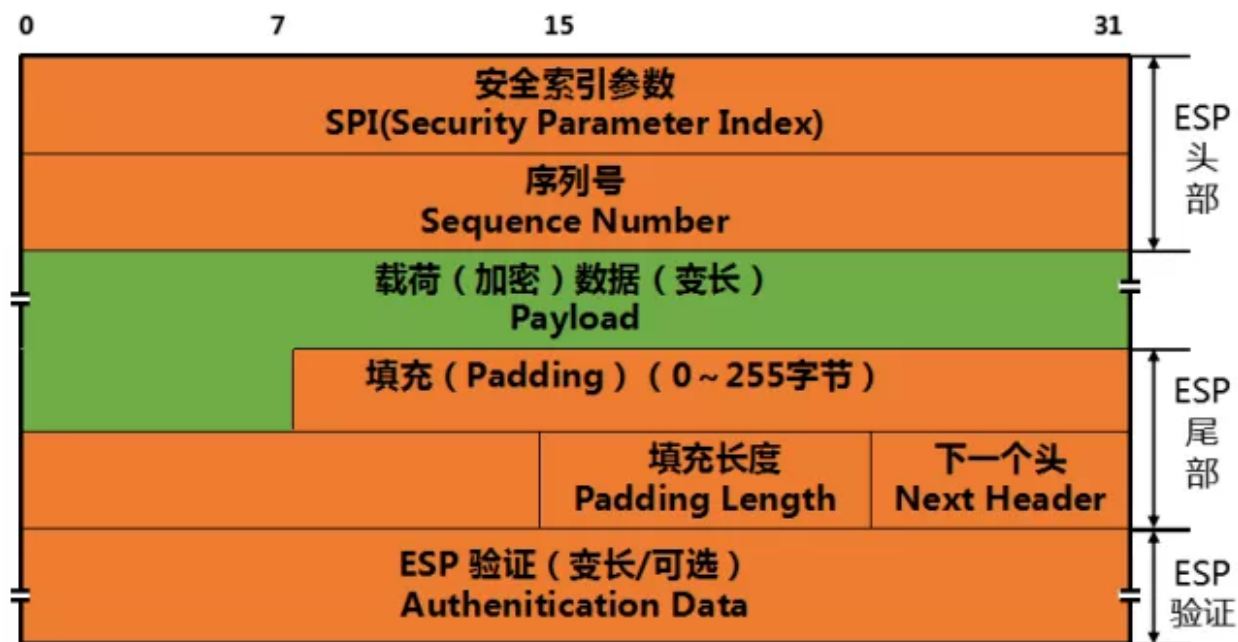 0 7 15 31
安全索引参数
SPI(Security Parameter Index)
ESP
头
部
序列号
Sequence Number
载荷（加密）数据（变长）
Payload
填充（Padding）（0～255字节）
ESP
尾
部
填充长度
Padding Length
下一个头
Next Header
ESP 验证（变长/可选）
Authenitication Data
ESP
验证